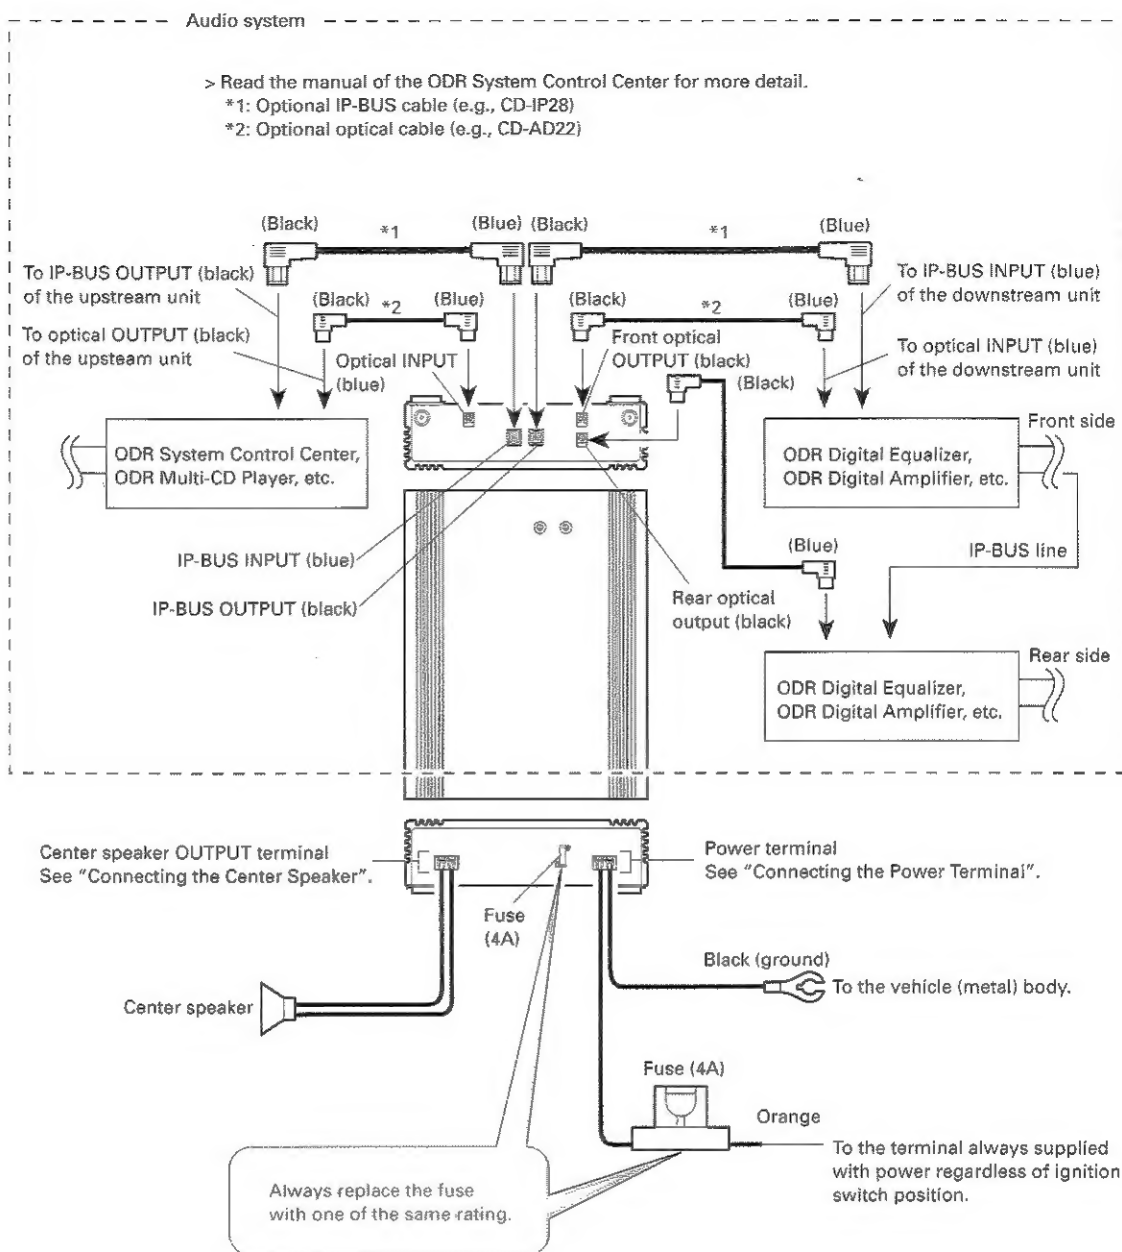 Audio system
> Read the manual of the ODR System Control Center for more detail.
*1: Optional IP-BUS cable (e.g., CD-IP28)
*2: Optional optical cable (e.g., CD-AD22)
(Black)
*1
(Blue)
(Black)
*1
(Blue)
To IP-BUS OUTPUT (black)
of the upstream unit
To IP-BUS INPUT (blue)
of the downstream unit
(Black)
*2
(Blue)
(Black)
*2
(Blue)
To optical OUTPUT (black)
of the upsteam unit
Optical INPUT
(blue)
Front optical
OUTPUT (black)
(Black)
To optical INPUT (blue)
of the downstream unit
Front side
ODR System Control Center,
ODR Multi-CD Player, etc.
ODR Digital Equalizer,
ODR Digital Amplifier, etc.
IP-BUS INPUT (blue)
(Blue)
IP-BUS line
IP-BUS OUTPUT (black)
Rear optical
output (black)
Rear side
ODR Digital Equalizer,
ODR Digital Amplifier, etc.
Center speaker OUTPUT terminal
See "Connecting the Center Speaker".
Power terminal
See "Connecting the Power Terminal".
Fuse
(4A)
Black (ground)
To the vehicle (metal) body.
Center speaker
Fuse (4A)
Orange
To the terminal always supplied
with power regardless of ignition
switch position.
Always replace the fuse
with one of the same rating.